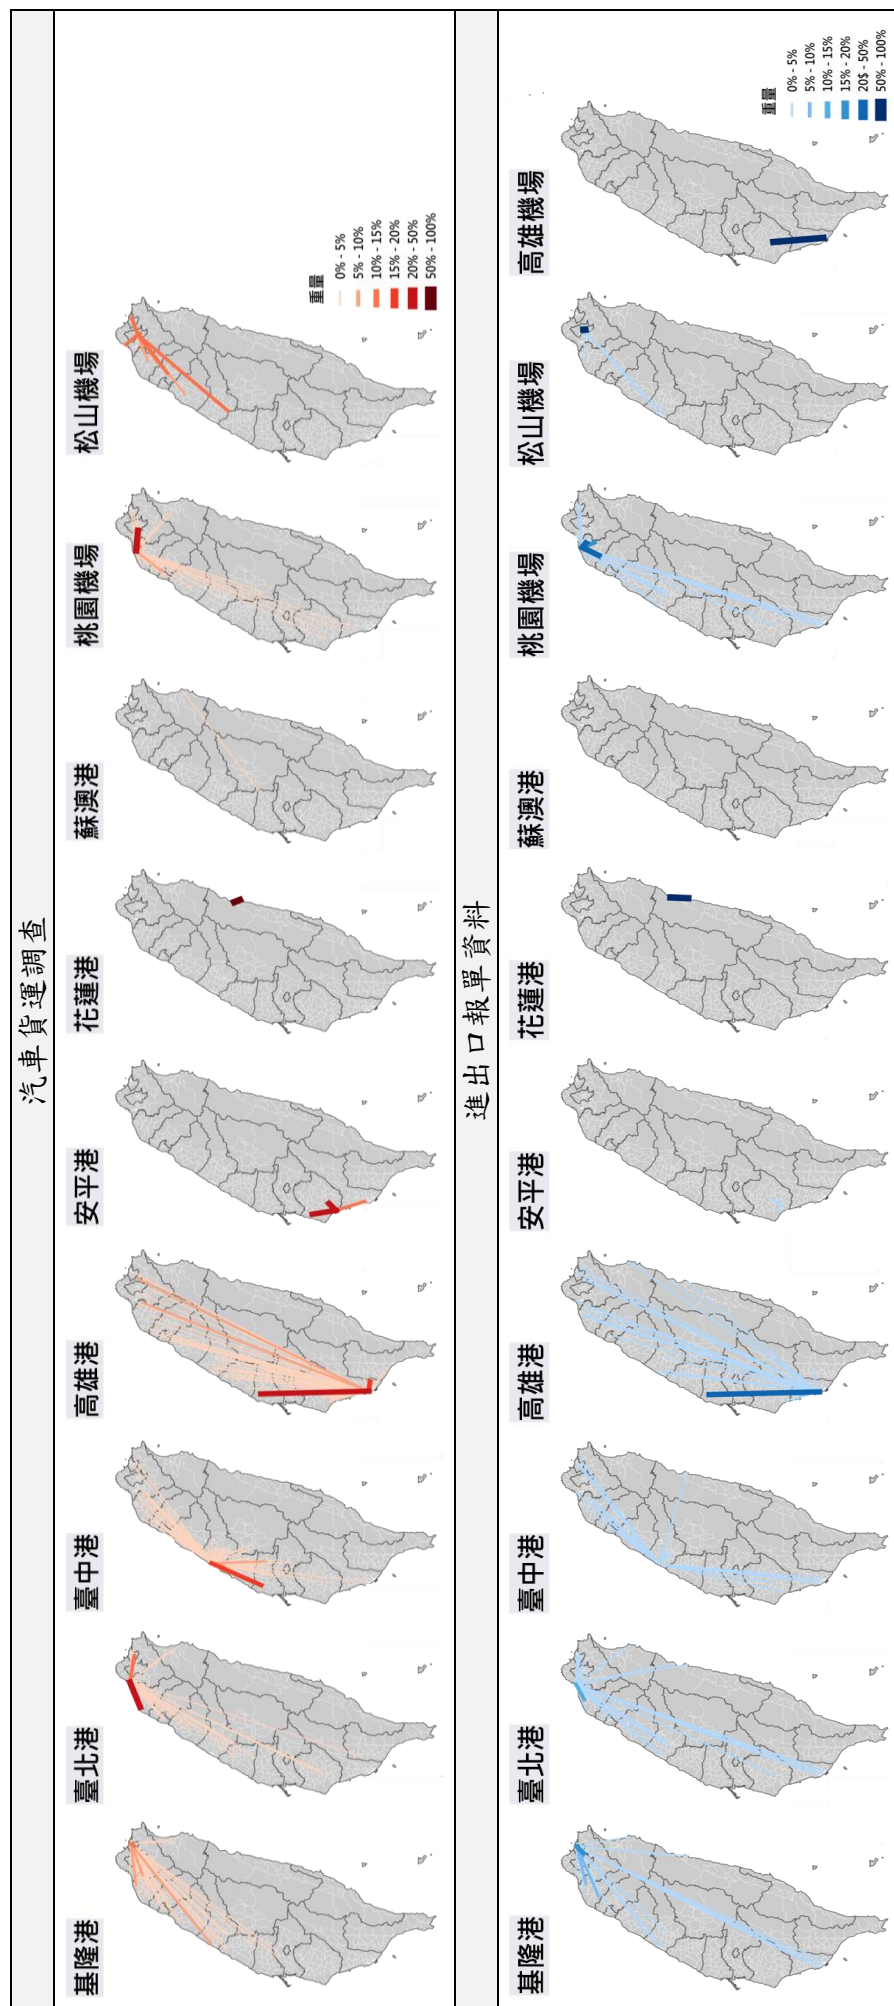 汽車貨運調查
基隆港
臺北港
臺中港
高雄港
安平港
花蓮港
蘇澳港
桃園機場
松山機場
重量
0% - 5%
5% - 10%
10% - 15%
15% - 20%
20% - 50%
50% - 100%
進出口報單資料
基隆港
臺北港
臺中港
高雄港
安平港
花蓮港
蘇澳港
桃園機場
松山機場
高雄機場
重量
0% - 5%
5% - 10%
10% - 15%
15% - 20%
20$ - 50%
50% - 100%